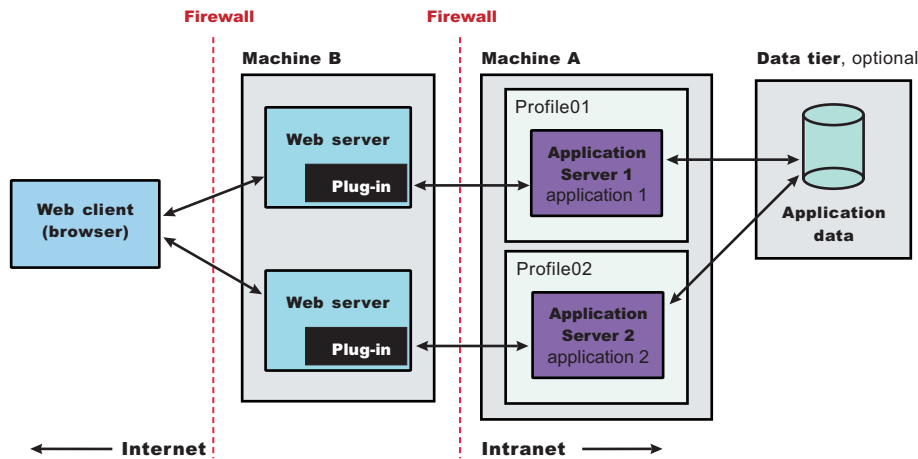 Firewall
Firewall
Machine B
Machine A
Data tier, optional
Profile01
Web server
Plug-in
Application
Server 1
application 1
Web client
(browser)
Application
data
Profile02
Web server
Plug-in
Application
Server 2
application 2
Internet
Intranet